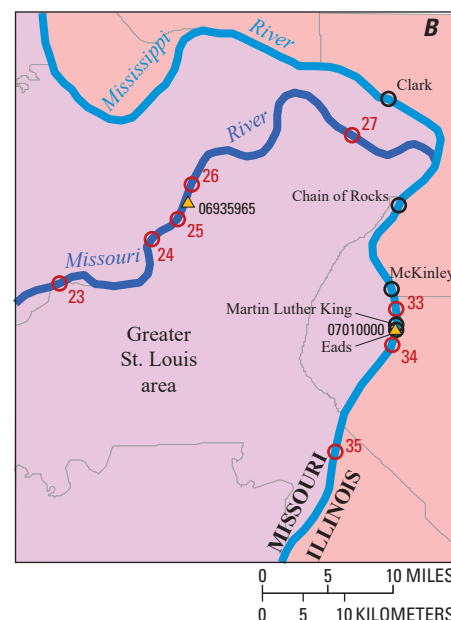 B
Mississippi
River
Clark
River
27
26
06935965
Chain of Rocks
25
24
Missouri
McKinley
23
33
Martin Luther King
Greater
St. Louis
area
07010000
Eads
34
35
MISSOURI
ILLINOIS
0 5 10 MILES
0 5 10 KILOMETERS